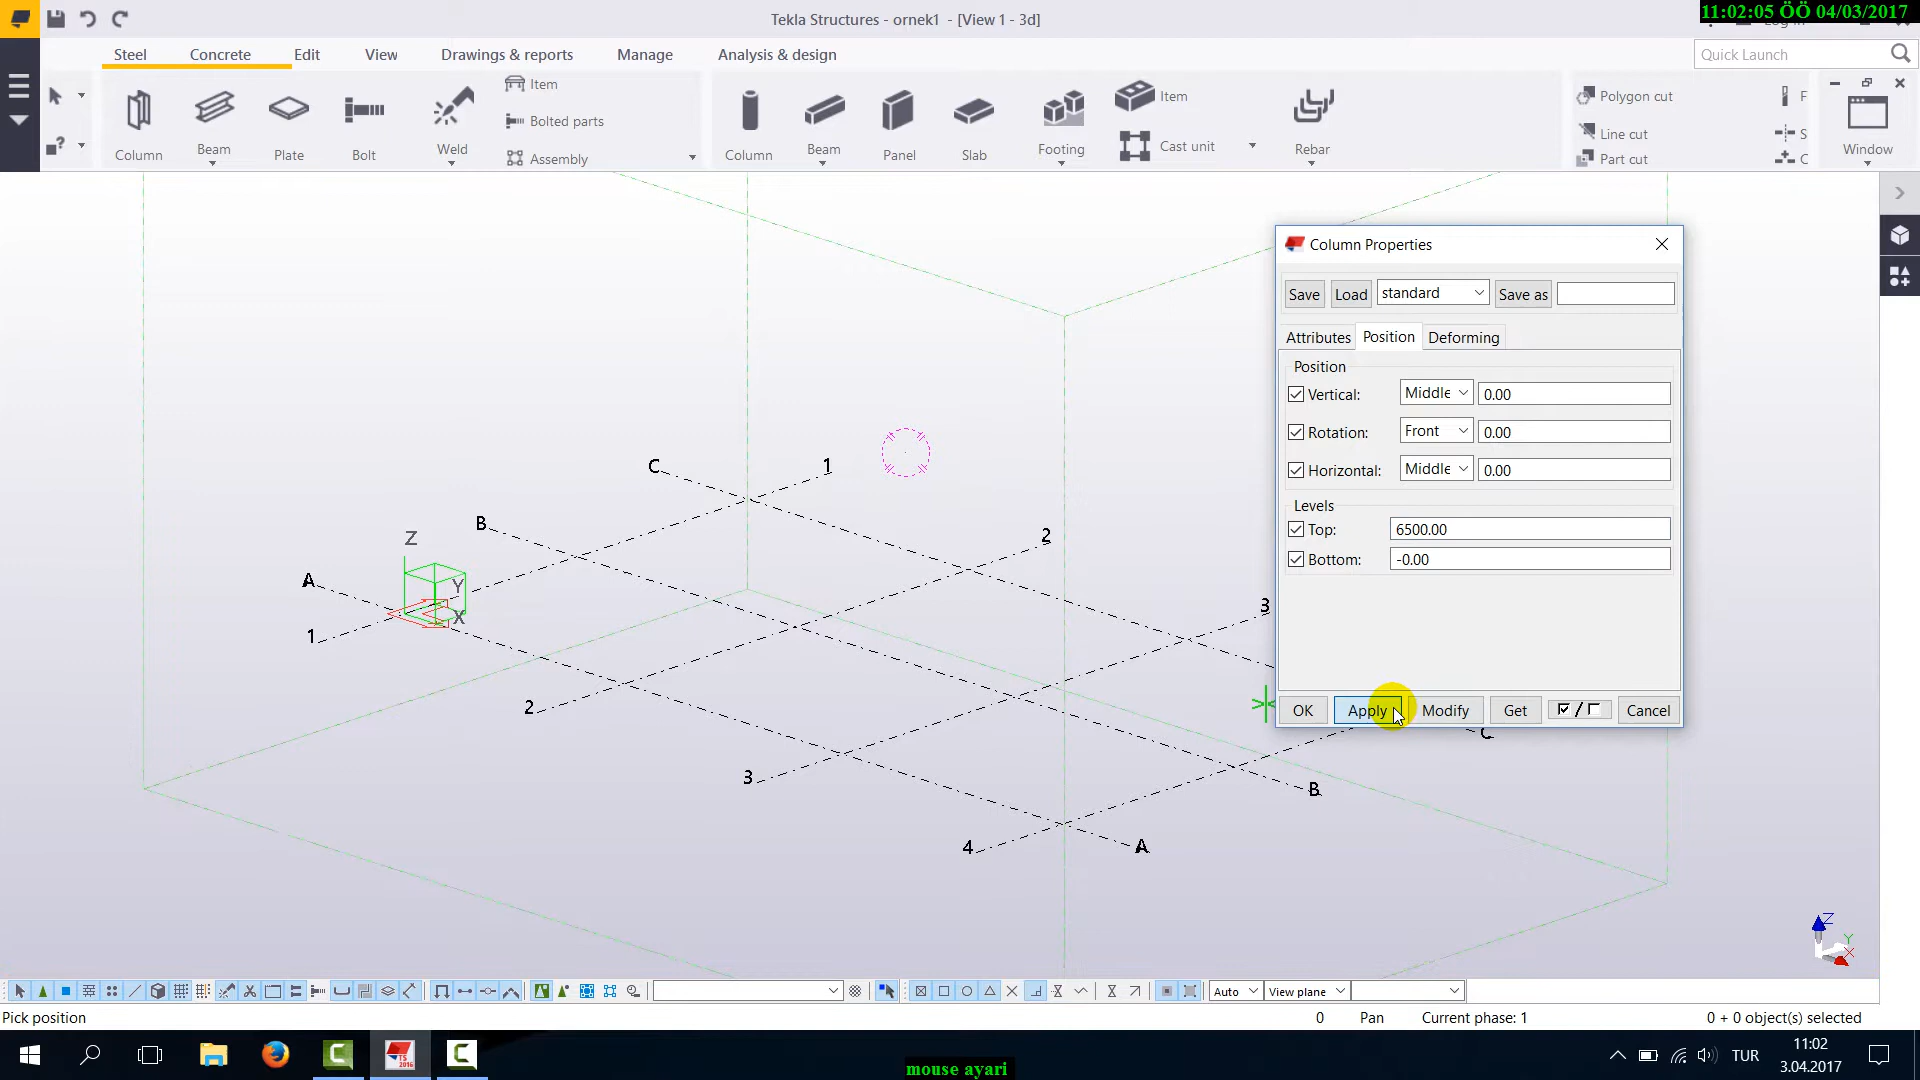 Tekla Structures - ornek1 - [View 1 - 3d]
11:02:05 ÖÖ 04/03/2017
Steel Concrete Edit View Drawings & reports Manage Analysis & design
Quick Launch
Column Beam Plate Bolt Weld
Item
Bolted parts
Assembly
Column Beam Panel Slab Footing
Item
Cast unit
Rebar
Polygon cut F
Line cut S
Part cut C
Window
C 1
B 2
Z
A Y 3
X
1
2
3
C
B
4 A
Column Properties
Save Load standard Save as
Attributes Position Deforming
Position
Vertical: Middle 0.00
Rotation: Front 0.00
Horizontal: Middle 0.00
Levels
Top: 6500.00
Bottom: -0.00
OK Apply Modify Get / Cancel
Z
Y
X
Auto View plane
Pick position 0 Pan Current phase: 1 0 + 0 object(s) selected
TS 2016
TUR
11:02
3.04.2017
mouse ayari